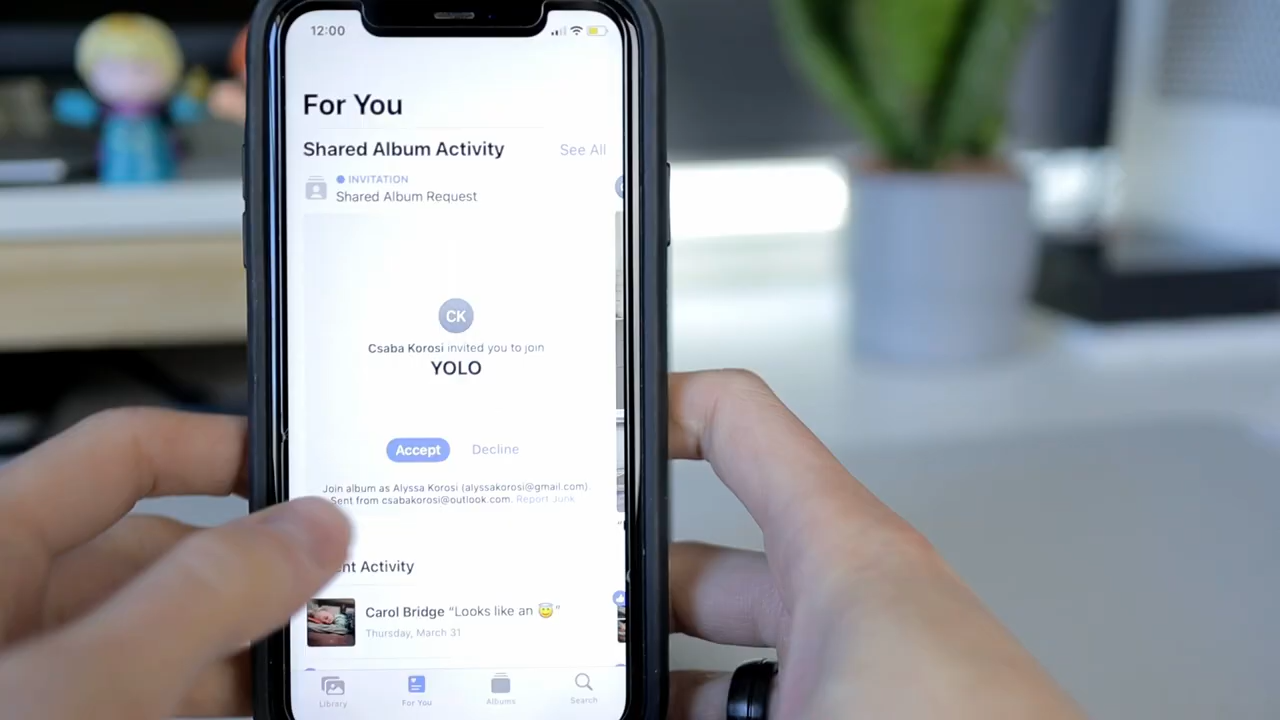 12:00
For You
Shared Album Activity
See All
INVITATION
Shared Album Request
CK
Csaba Korosi invited you to join
YOLO
Accept
Decline
Join album as Alyssa Korosi (alyssakorosi@gmail.com)
Sent from csabakorosi@outlook.com. Report Junk
Activity
Carol Bridge “Looks like an 😇”
Thursday, March 31
Library
For You
Albums
Search